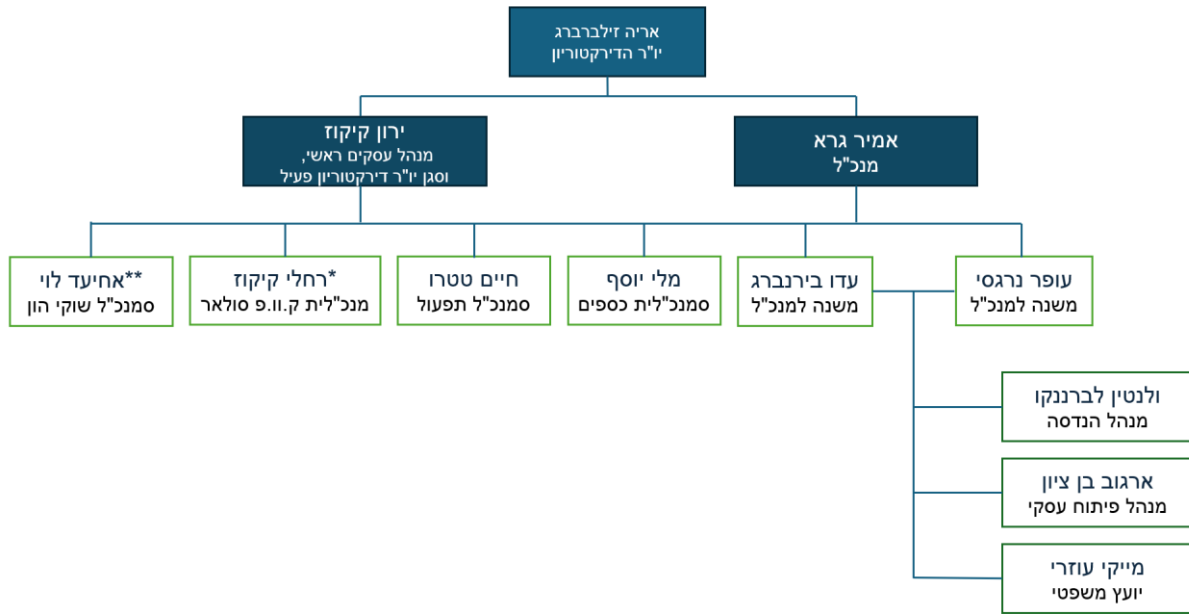 אריה זילברברג
יו"ר הדירקטוריון
אמיר גרא
מנכ"ל
ירון קיקוז
מנהל עסקים ראשי,
וסגן יו"ר דירקטוריון פעיל
עופר נרגסי
משנה למנכ"ל
עדו בירנברג
משנה למנכ"ל
מלי יוסף
סמנכ"לית כספים
חיים טטרו
סמנכ"ל תפעול
*רחלי קיקוז
מנכ"לית ק.וו.פ סולאר
**אחיעד לוי
סמנכ"ל שוקי הון
ולנטין לברננקו
מנהל הנדסה
ארגוב בן ציון
מנהל פיתוח עסקי
מייקי עוזרי
יועץ משפטי